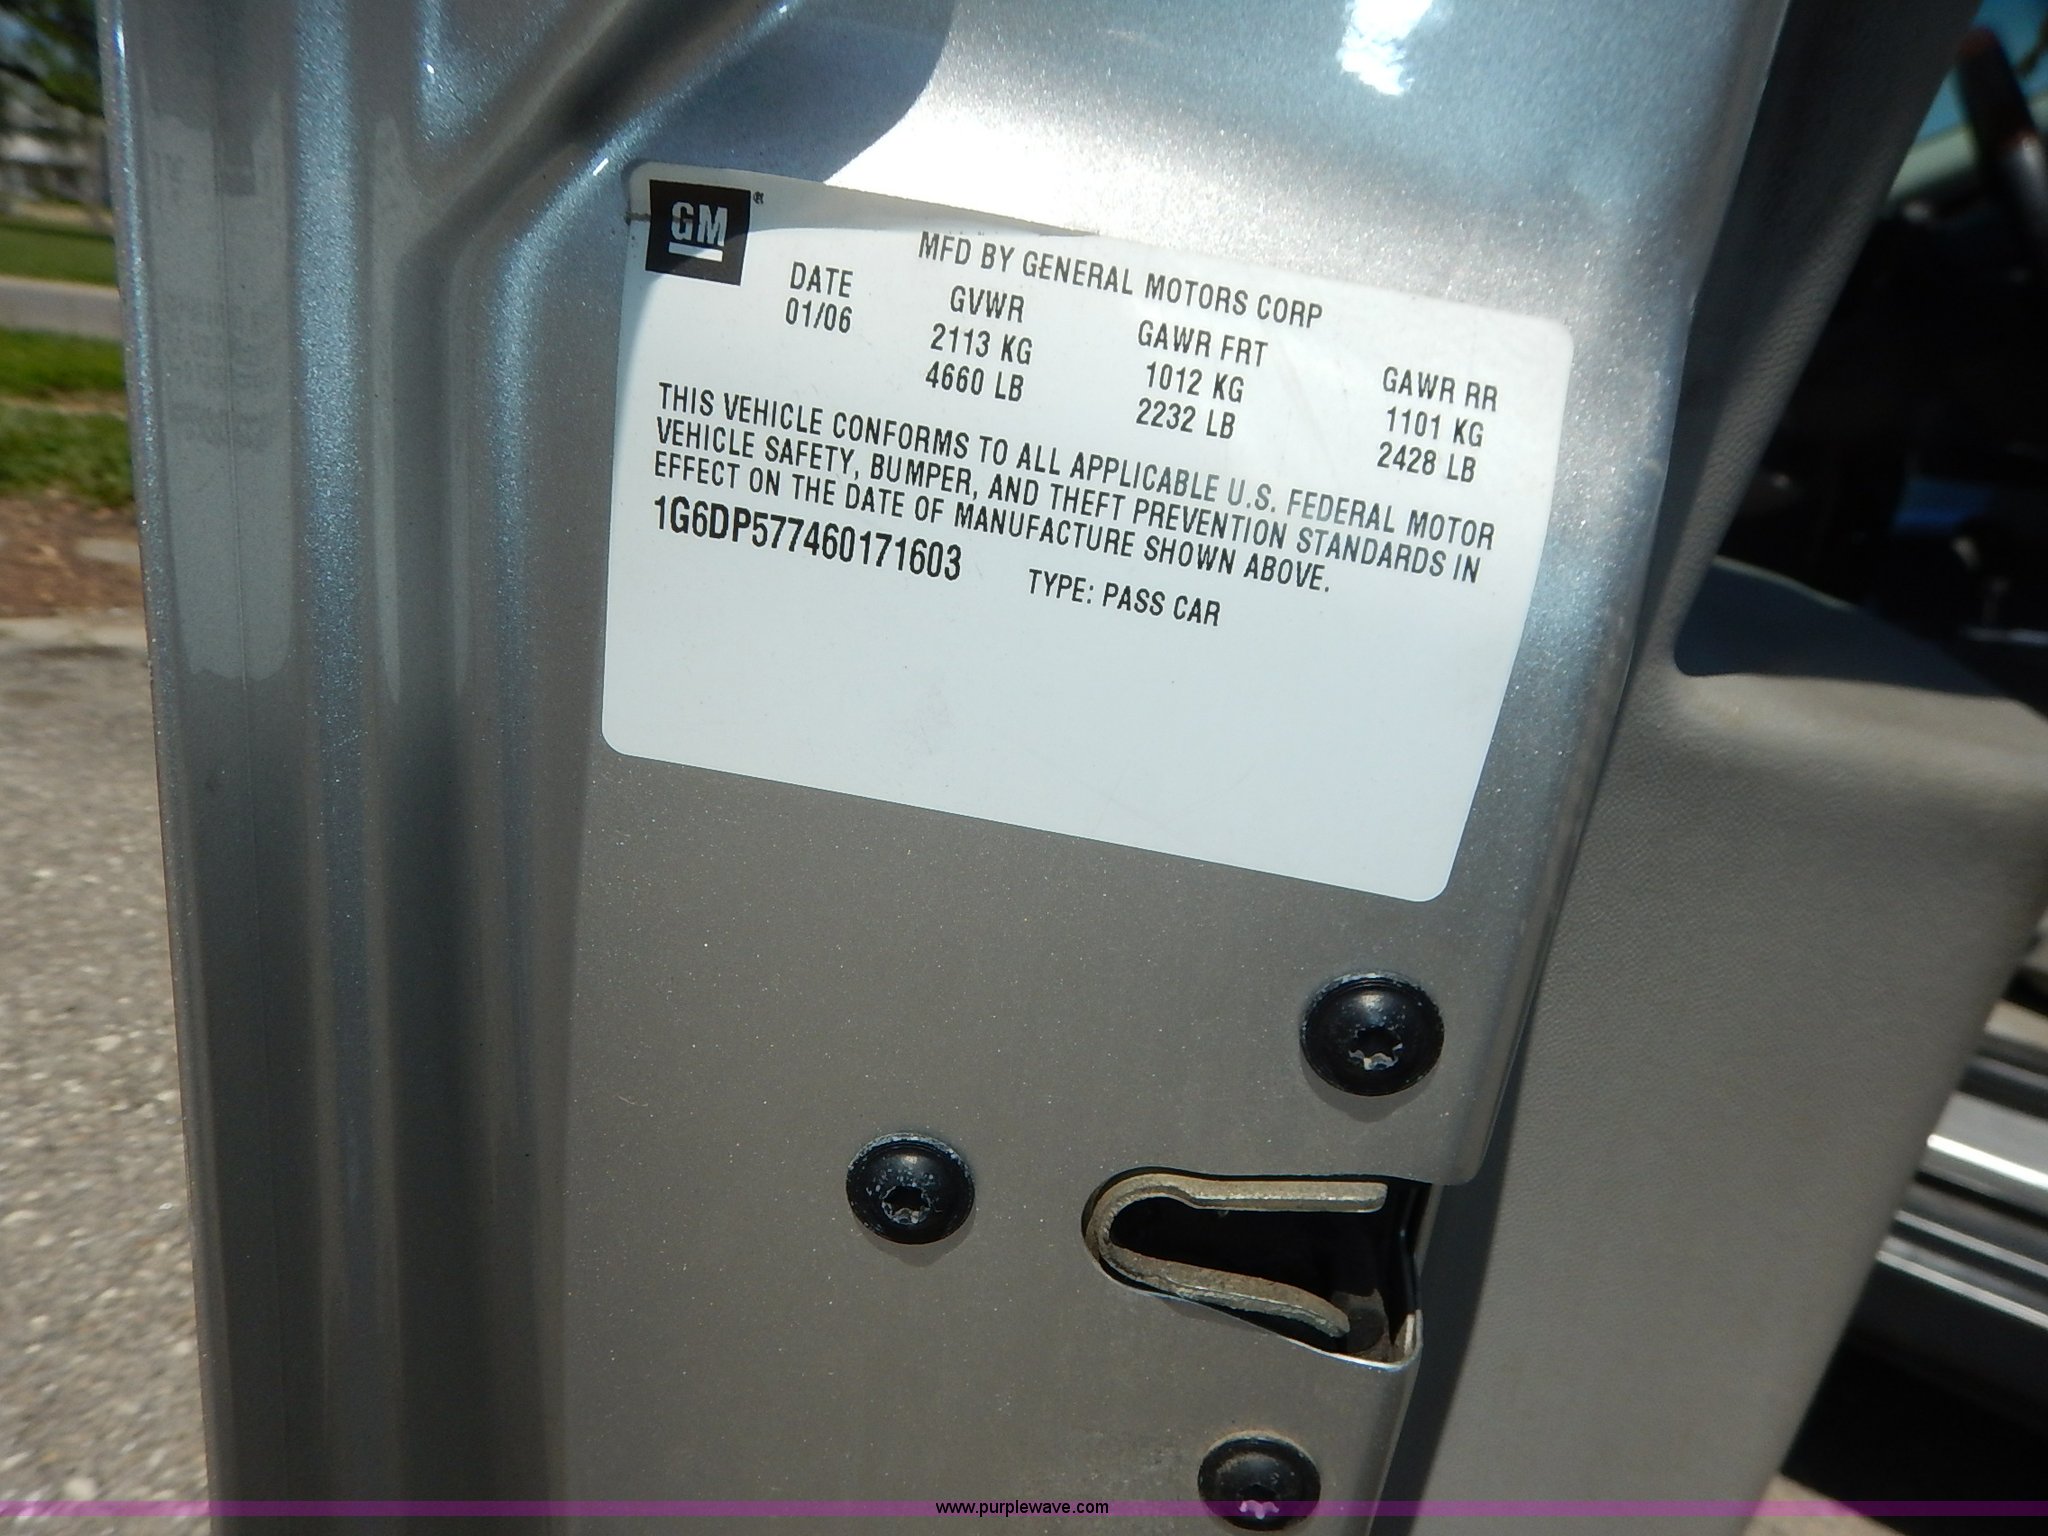 GM ®
MFD BY GENERAL MOTORS CORP
DATE GVWR GAWR FRT GAWR RR
01/06 2113 KG 1012 KG 1101 KG
4660 LB 2232 LB 2428 LB
THIS VEHICLE CONFORMS TO ALL APPLICABLE U.S. FEDERAL MOTOR
VEHICLE SAFETY, BUMPER, AND THEFT PREVENTION STANDARDS IN
EFFECT ON THE DATE OF MANUFACTURE SHOWN ABOVE.
1G6DP577460171603 TYPE: PASS CAR
www.purplewave.com